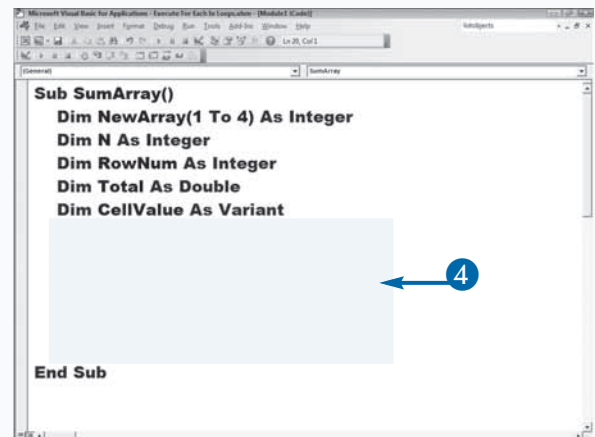 Microsoft Visual Basic for Applications - Execute For Each In Loops.xlsm - [Module1 (Code)]
File Edit View Insert Format Debug Run Tools Add-Ins Window Help
Ln 20, Col 1
(General)
SumArray
Sub SumArray()
Dim NewArray(1 To 4) As Integer
Dim N As Integer
Dim RowNum As Integer
Dim Total As Double
Dim CellValue As Variant
4
End Sub